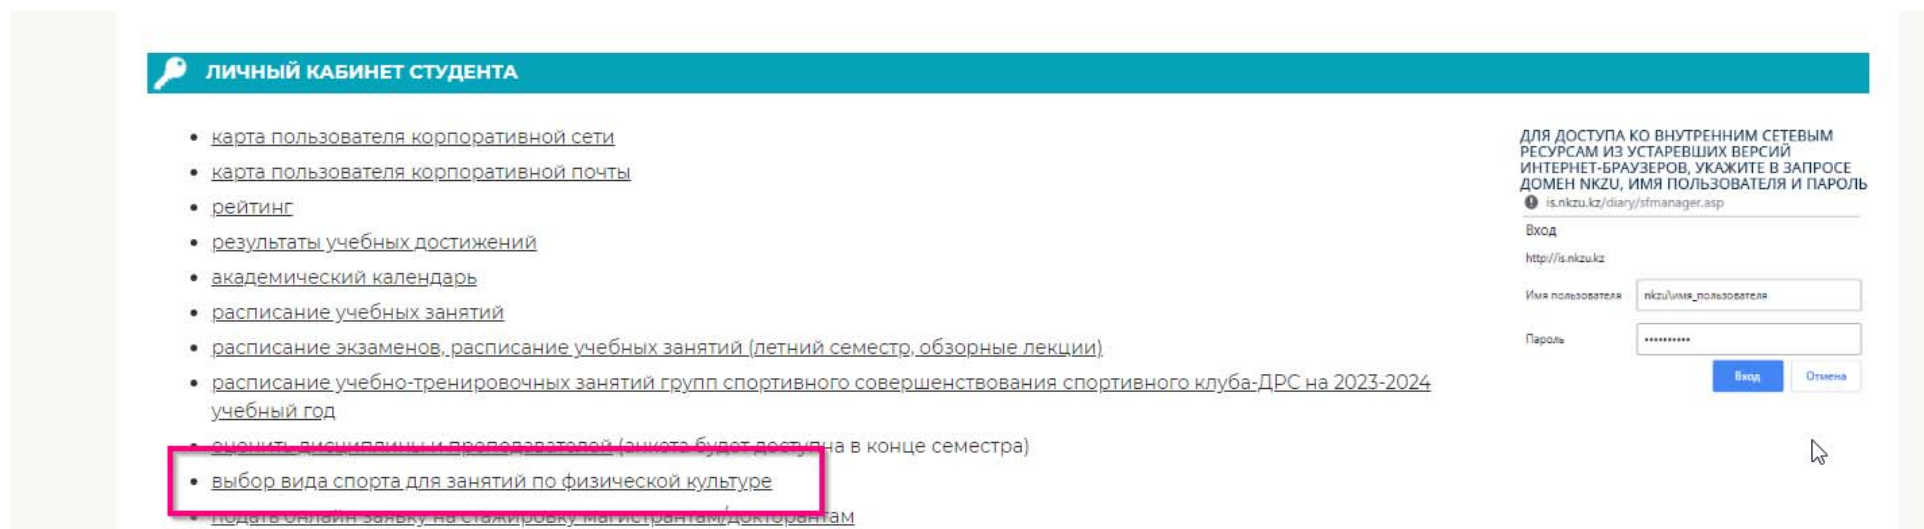 ЛИЧНЫЙ КАБИНЕТ СТУДЕНТА
карта пользователя корпоративной сети
карта пользователя корпоративной почты
рейтинг
результаты учебных достижений
академический календарь
расписание учебных занятий
расписание экзаменов, расписание учебных занятий (летний семестр, обзорные лекции)
расписание учебно-тренировочных занятий групп спортивного совершенствования спортивного клуба-ДРС на 2023-2024
учебный год
оценить дисциплины и преподавателей (анкета будет доступна в конце семестра)
выбор вида спорта для занятий по физической культуре
подать онлайн заявку на стажировку магистрантам/докторантам
ДЛЯ ДОСТУПА КО ВНУТРЕННИМ СЕТЕВЫМ
РЕСУРСАМ ИЗ УСТАРЕВШИХ ВЕРСИЙ
ИНТЕРНЕТ-БРАУЗЕРОВ, УКАЖИТЕ В ЗАПРОСЕ
ДОМЕН NKZU, ИМЯ ПОЛЬЗОВАТЕЛЯ И ПАРОЛЬ
is.nkzu.kz/diary/sfmanager.asp
Вход
http://is.nkzu.kz
Имя пользователя nkzu\имя_пользователя
Пароль ••••••••••
Вход Отмена